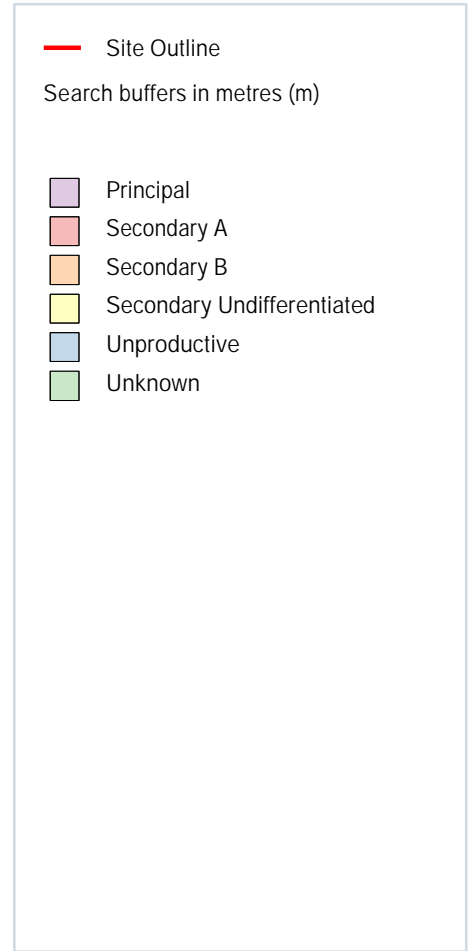 Site Outline
Search buffers in metres (m)
Principal
Secondary A
Secondary B
Secondary Undifferentiated
Unproductive
Unknown